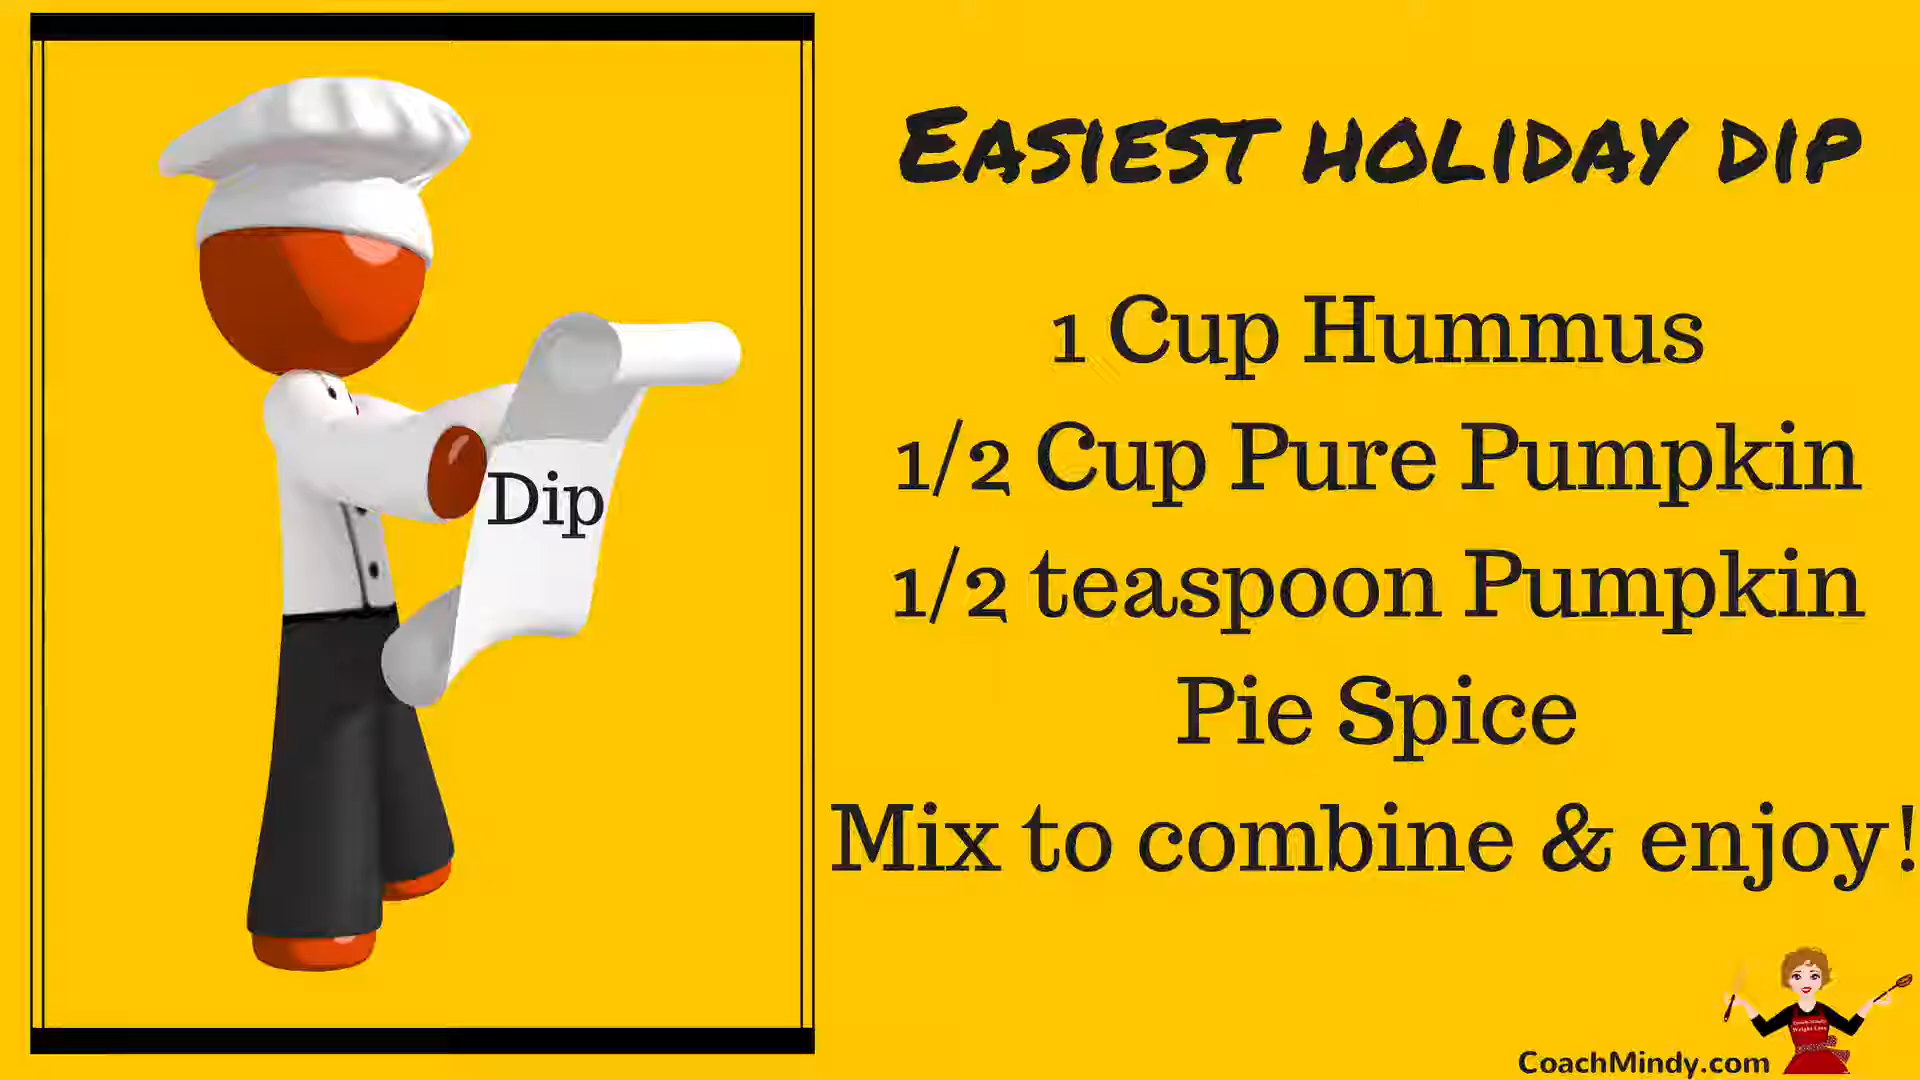 Easiest holiday dip
1 Cup Hummus
1/2 Cup Pure Pumpkin
1/2 teaspoon Pumpkin
Pie Spice
Mix to combine & enjoy!
Dip
CoachMindy.com